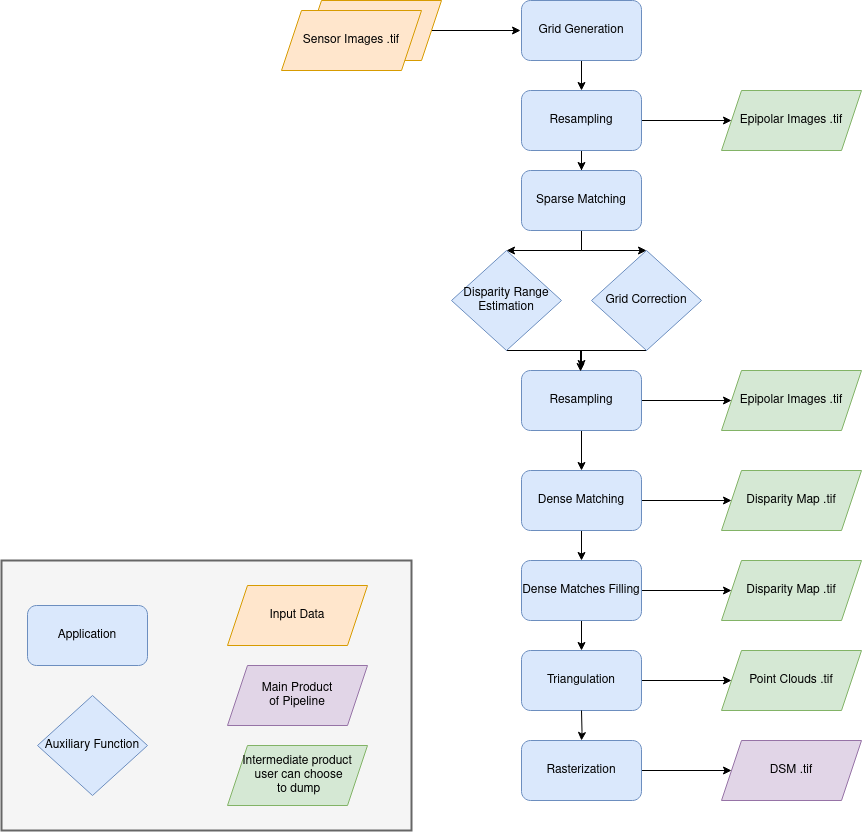 Sensor Images .tif
Grid Generation
Resampling
Epipolar Images .tif
Sparse Matching
Disparity Range
Estimation
Grid Correction
Resampling
Epipolar Images .tif
Dense Matching
Disparity Map .tif
Dense Matches Filling
Disparity Map .tif
Triangulation
Point Clouds .tif
Rasterization
DSM .tif
Application
Auxiliary Function
Input Data
Main Product
of Pipeline
Intermediate product
user can choose
to dump